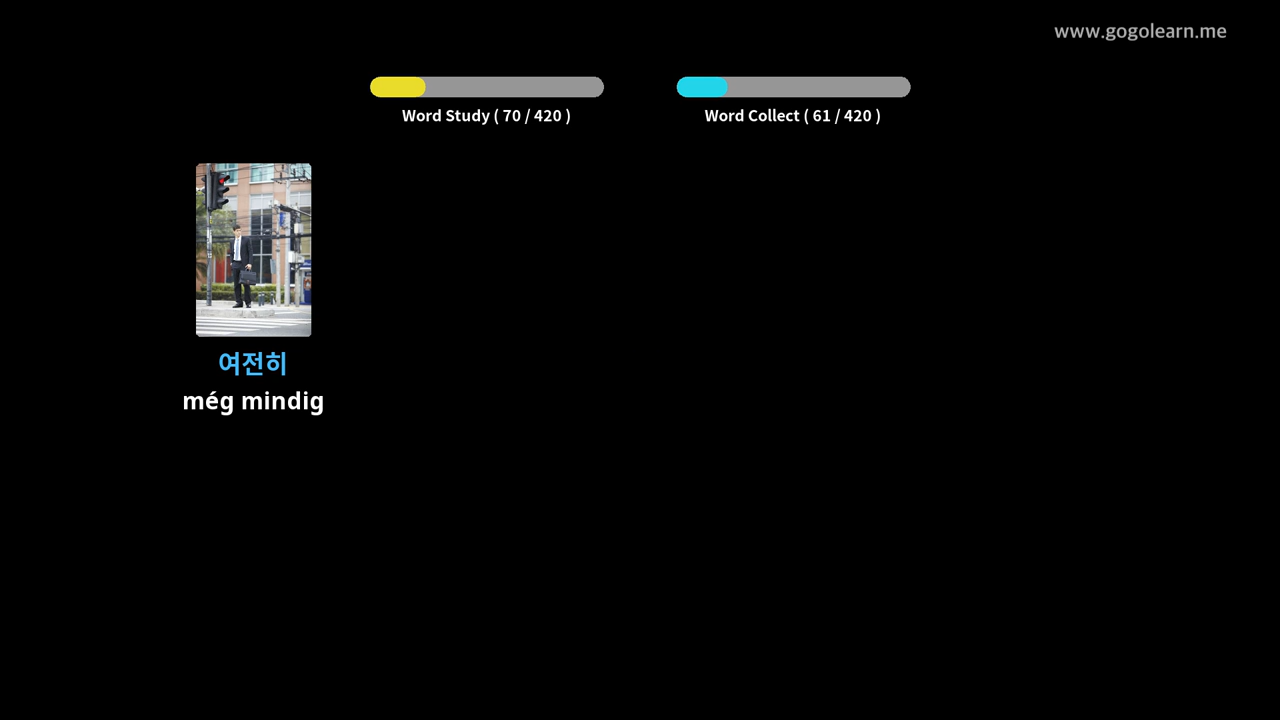 www.gogolearn.me
Word Study ( 70 / 420 )
Word Collect ( 61 / 420 )
여전히
még mindig